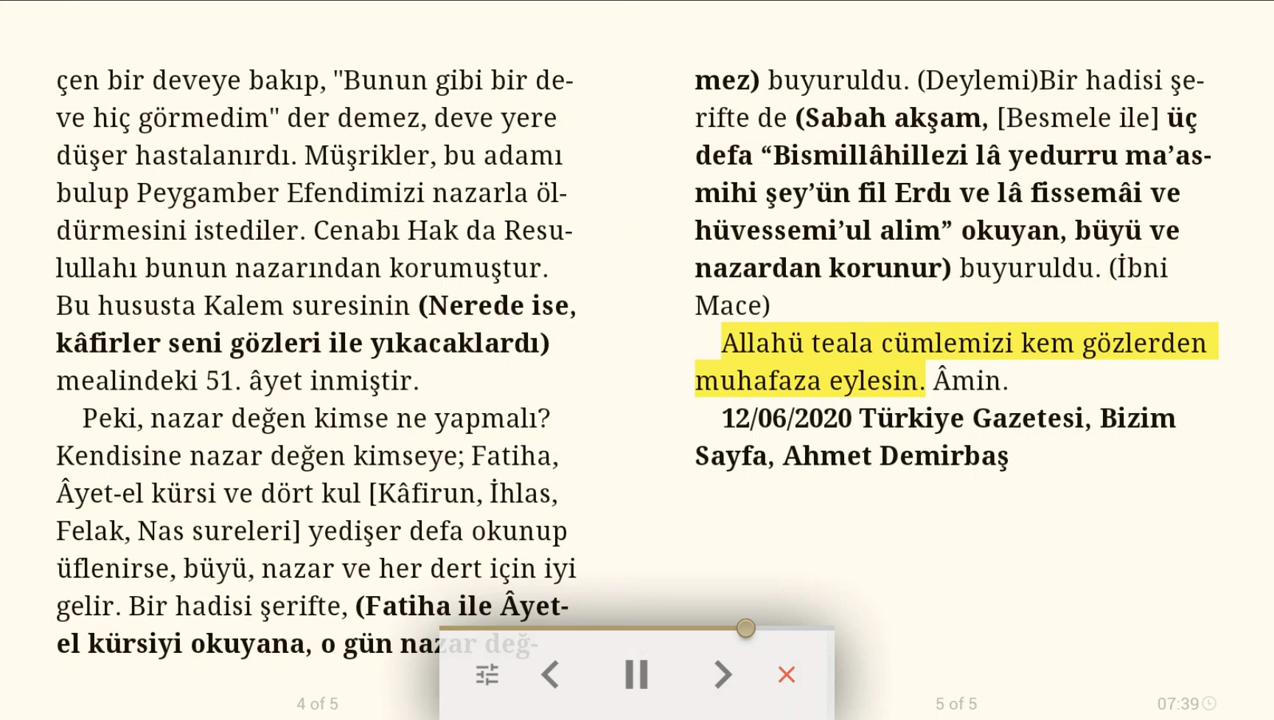 çen bir deveye bakıp, "Bunun gibi bir de-
ve hiç görmedim" der demez, deve yere
düşer hastalanırdı. Müşrikler, bu adamı
bulup Peygamber Efendimizi nazarla öl-
dürmesini istediler. Cenabı Hak da Resu-
lullahı bunun nazarından korumuştur.
Bu hususta Kalem suresinin (Nerede ise,
kâfirler seni gözleri ile yıkacaklardı)
mealindeki 51. âyet inmiştir.
Peki, nazar değen kimse ne yapmalı?
Kendisine nazar değen kimseye; Fatiha,
Âyet-el kürsi ve dört kul [Kâfirun, İhlas,
Felak, Nas sureleri] yedişer defa okunup
üflenirse, büyü, nazar ve her dert için iyi
gelir. Bir hadisi şerifte, (Fatiha ile Âyet-
el kürsiyi okuyana, o gün nazar değ-
4 of 5
mez) buyuruldu. (Deylemi)Bir hadisi şe-
rifte de (Sabah akşam, [Besmele ile] üç
defa “Bismillâhillezi lâ yedurru ma’as-
mihi şey’ün fil Erdı ve lâ fissemâi ve
hüvessemi’ul alim” okuyan, büyü ve
nazardan korunur) buyuruldu. (İbni
Mace)
Allahü teala cümlemizi kem gözlerden
muhafaza eylesin. Âmin.
12/06/2020 Türkiye Gazetesi, Bizim
Sayfa, Ahmet Demirbaş
5 of 5
07:39